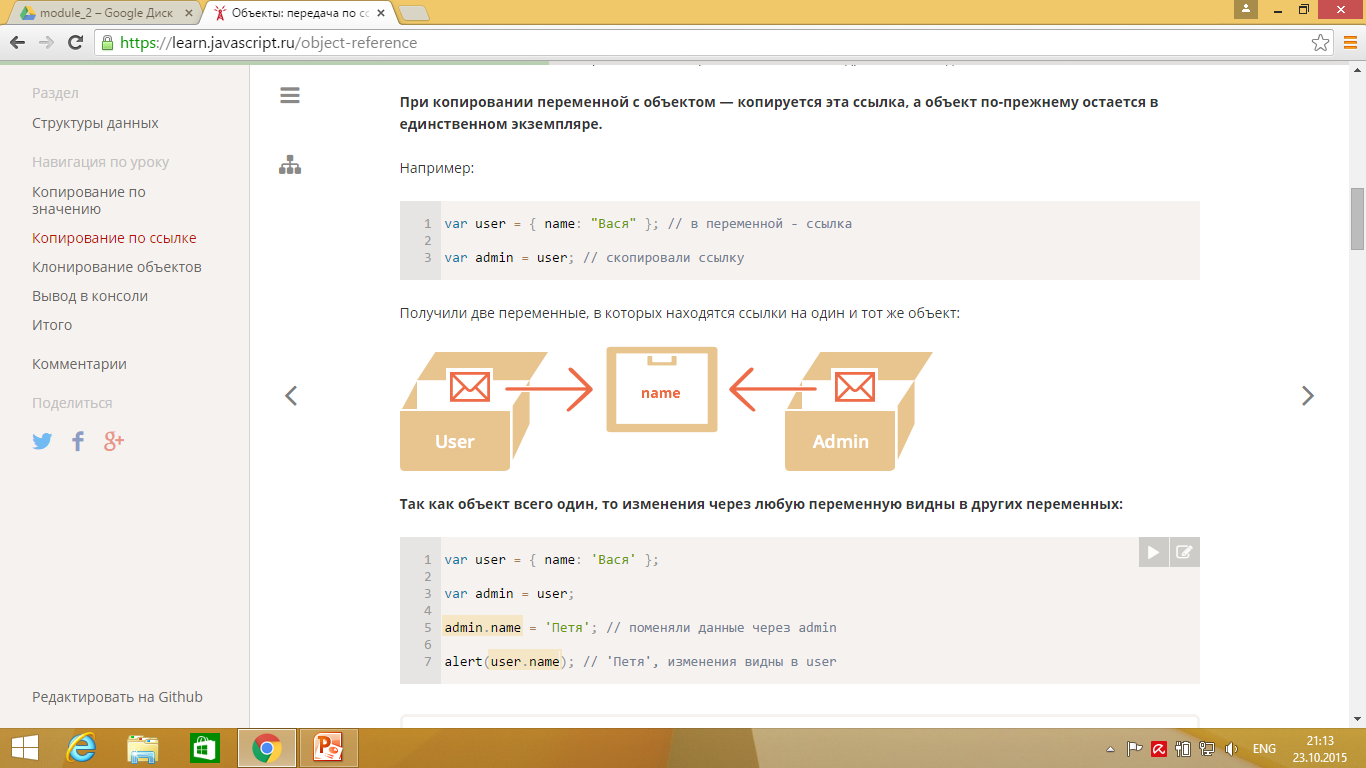 module_2 – Google Диск
Объекты: передача по сс
https://learn.javascript.ru/object-reference
Раздел
Структуры данных
Навигация по уроку
Копирование по
значению
Копирование по ссылке
Клонирование объектов
Вывод в консоли
Итого
Комментарии
Поделиться
Редактировать на Github
При копировании переменной с объектом — копируется эта ссылка, а объект по-прежнему остается в
единственном экземпляре.
Например:
1 var user = { name: "Вася" }; // в переменной - ссылка
2
3 var admin = user; // скопировали ссылку
Получили две переменные, в которых находятся ссылки на один и тот же объект:
name
User
Admin
Так как объект всего один, то изменения через любую переменную видны в других переменных:
1 var user = { name: 'Вася' };
2
3 var admin = user;
4
5 admin.name = 'Петя'; // поменяли данные через admin
6
7 alert(user.name); // 'Петя', изменения видны в user
ENG
21:13
23.10.2015